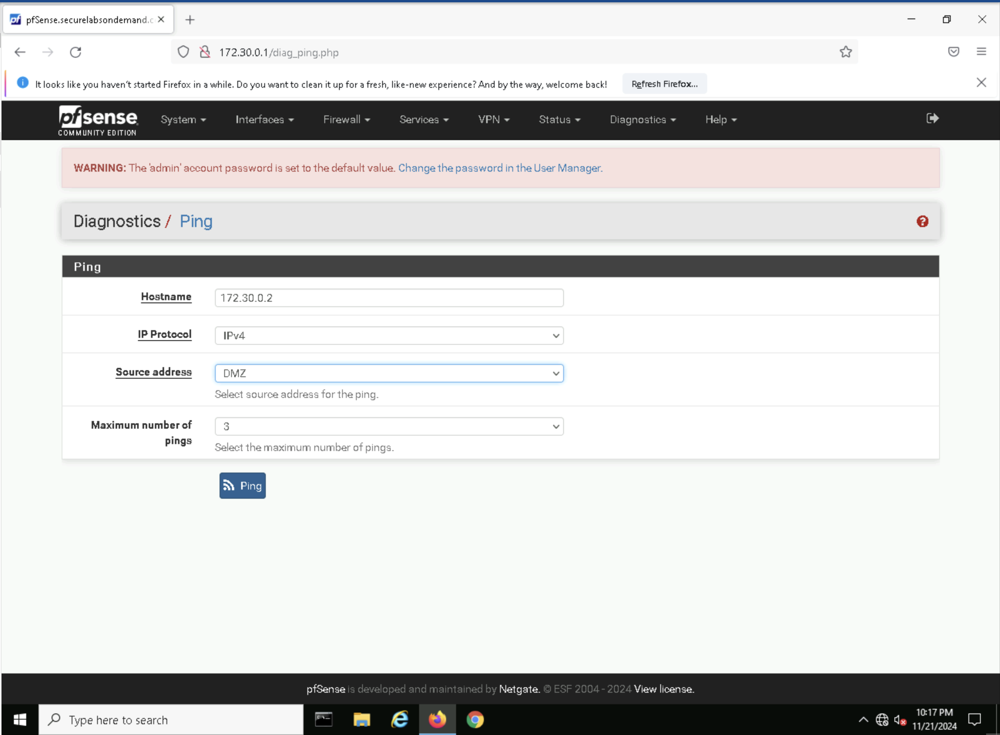 pfSense.securelabsondemand.c
172.30.0.1/diag_ping.php
It looks like you haven't started Firefox in a while. Do you want to clean it up for a fresh, like-new experience? And by the way, welcome back! Refresh Firefox...
pfsense
COMMUNITY EDITION
System Interfaces Firewall Services VPN Status Diagnostics Help
WARNING: The 'admin' account password is set to the default value. Change the password in the User Manager.
Diagnostics / Ping
Ping
Hostname 172.30.0.2
IP Protocol IPv4
Source address DMZ
Select source address for the ping.
Maximum number of pings 3
Select the maximum number of pings.
Ping
pfSense is developed and maintained by Netgate. © ESF 2004 - 2024 View license.
Type here to search
10:17 PM
11/21/2024